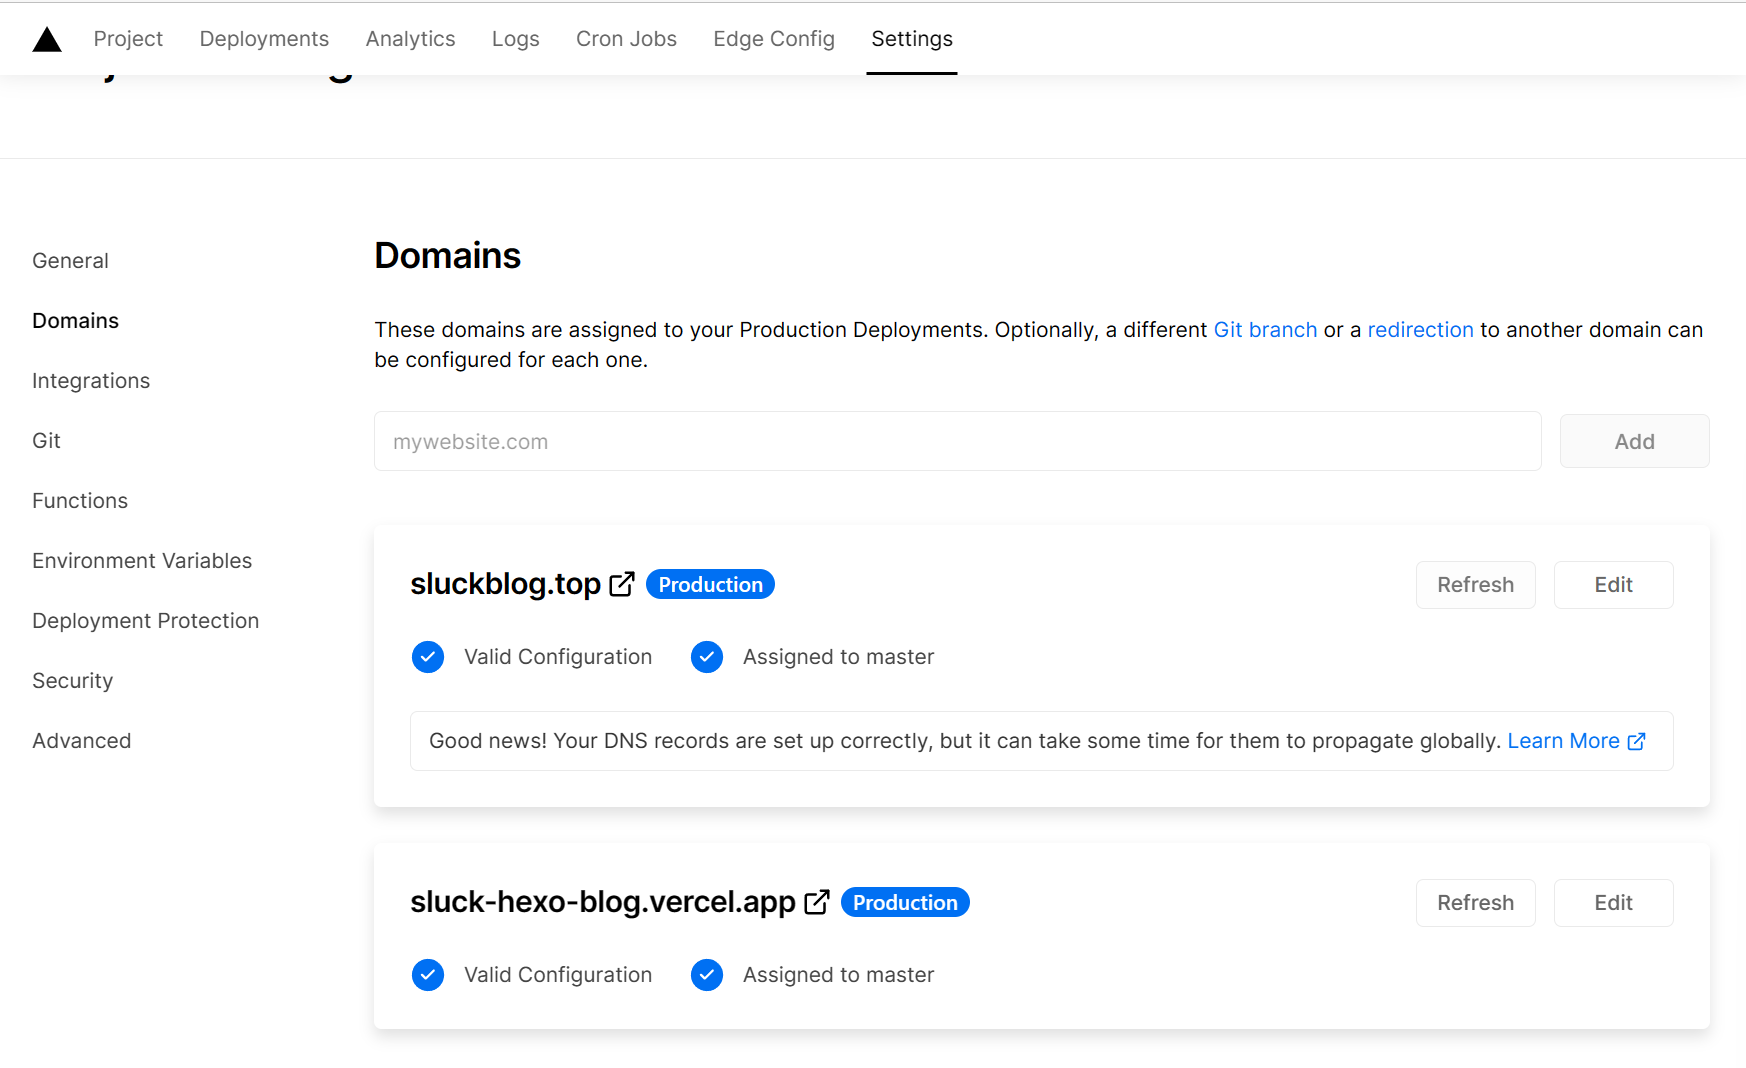 Project Deployments Analytics Logs Cron Jobs Edge Config Settings
General
Domains
Integrations
Git
Functions
Environment Variables
Deployment Protection
Security
Advanced
Domains
These domains are assigned to your Production Deployments. Optionally, a different Git branch or a redirection to another domain can
be configured for each one.
mywebsite.com Add
sluckblog.top Production Refresh Edit
Valid Configuration Assigned to master
Good news! Your DNS records are set up correctly, but it can take some time for them to propagate globally. Learn More
sluck-hexo-blog.vercel.app Production Refresh Edit
Valid Configuration Assigned to master